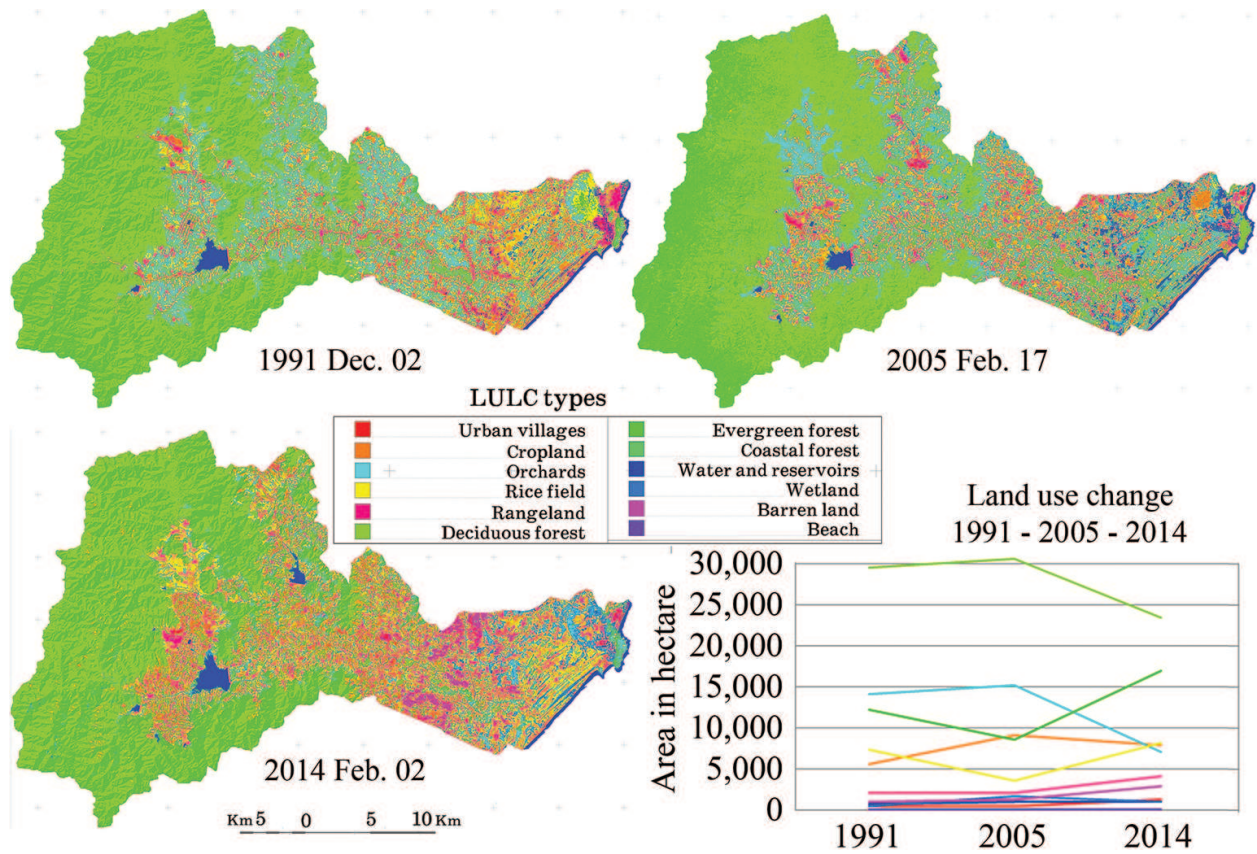 1991 Dec. 02
2005 Feb. 17
LULC types
Urban villages
Cropland
Orchards
Rice field
Rangeland
Deciduous forest
Evergreen forest
Coastal forest
Water and reservoirs
Wetland
Barren land
Beach
2014 Feb. 02
Km 5 0 5 10 Km
Land use change
1991 - 2005 - 2014
Area in hectare
30,000
25,000
20,000
15,000
10,000
5,000
0
1991 2005 2014